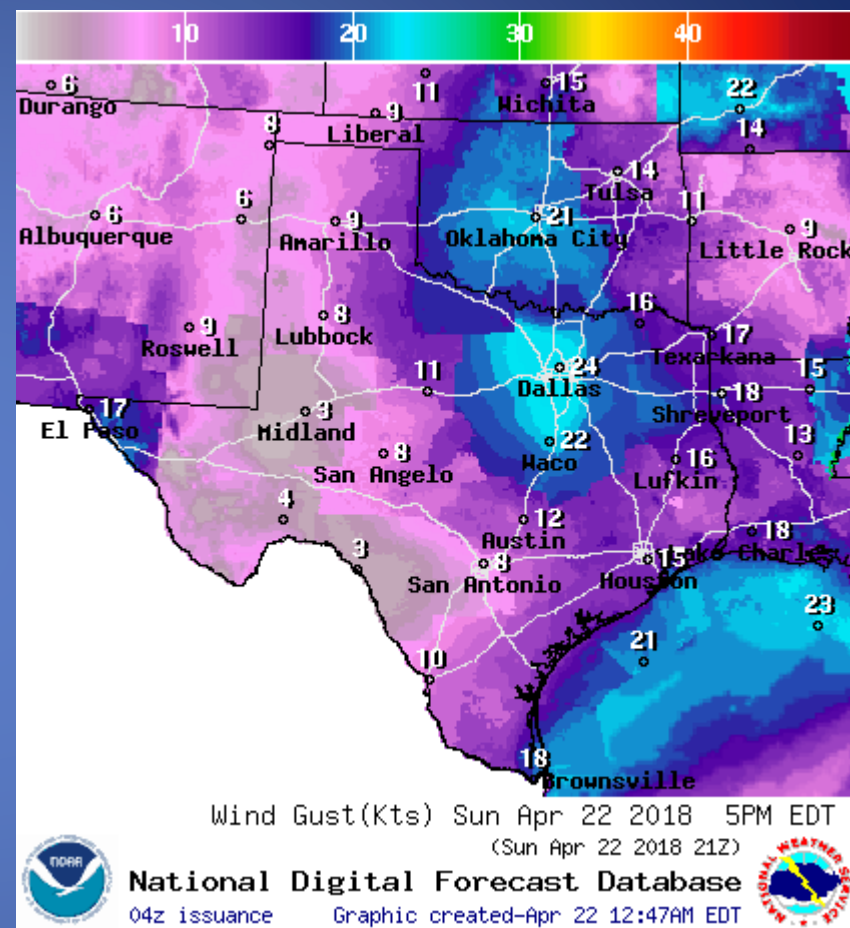 10 20 30 40
6
Durango
11
15
Wichita
22
9
Liberal
8
14
14
Tulsa
6
Albuquerque
6
9
Amarillo
21
Oklahoma City
11
9
Little Rock
9
Roswell
8
Lubbock
16
17
Texarkana
24
Dallas
11
15
18
Shreveport
17
El Paso
3
Midland
8
San Angelo
22
Waco
16
Lufkin
13
4
12
Austin
18
Lake Charles
3
8
San Antonio
15
Houston
23
21
10
18
Brownsville
Wind Gust(Kts) Sun Apr 22 2018 5PM EDT
(Sun Apr 22 2018 21Z)
National Digital Forecast Database
04z issuance Graphic created-Apr 22 12:47AM EDT
NOAA
NATIONAL WEATHER SERVICE